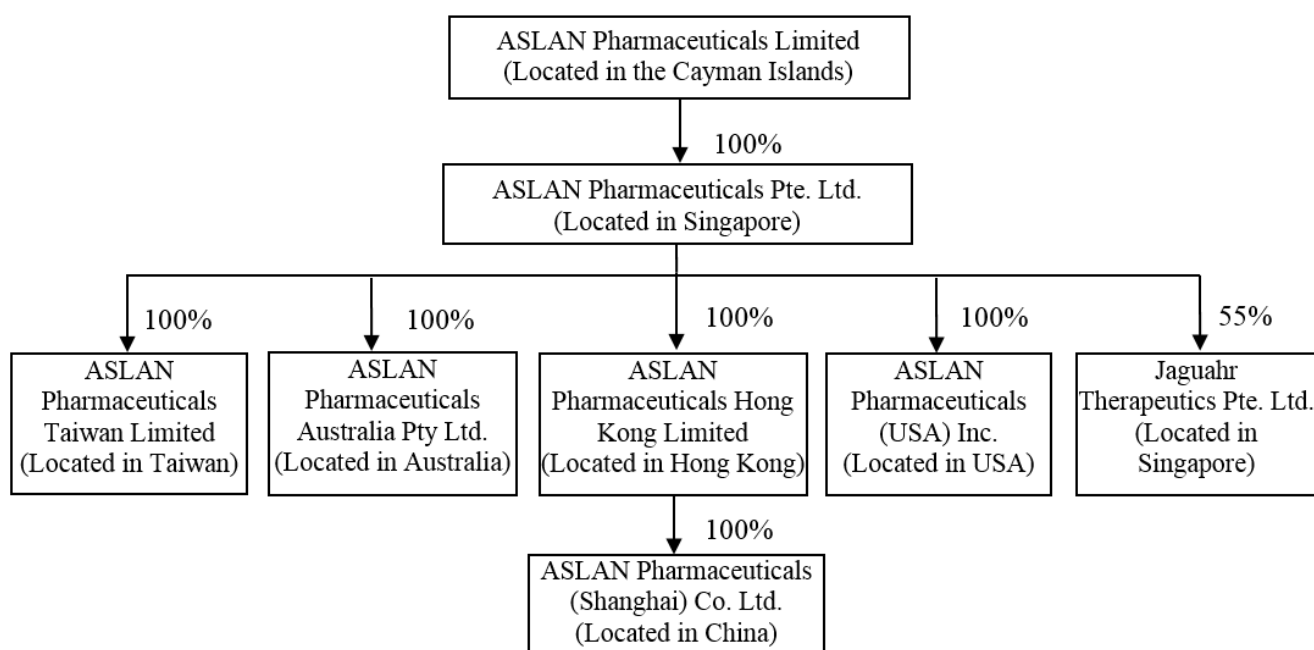 ASLAN Pharmaceuticals Limited
(Located in the Cayman Islands)
100%
ASLAN Pharmaceuticals Pte. Ltd.
(Located in Singapore)
100%
100%
100%
100%
55%
ASLAN
Pharmaceuticals
Taiwan Limited
(Located in Taiwan)
ASLAN
Pharmaceuticals
Australia Pty Ltd.
(Located in Australia)
ASLAN
Pharmaceuticals Hong
Kong Limited
(Located in Hong Kong)
ASLAN
Pharmaceuticals
(USA) Inc.
(Located in USA)
Jaguahr
Therapeutics Pte. Ltd.
(Located in
Singapore)
100%
ASLAN Pharmaceuticals
(Shanghai) Co. Ltd.
(Located in China)